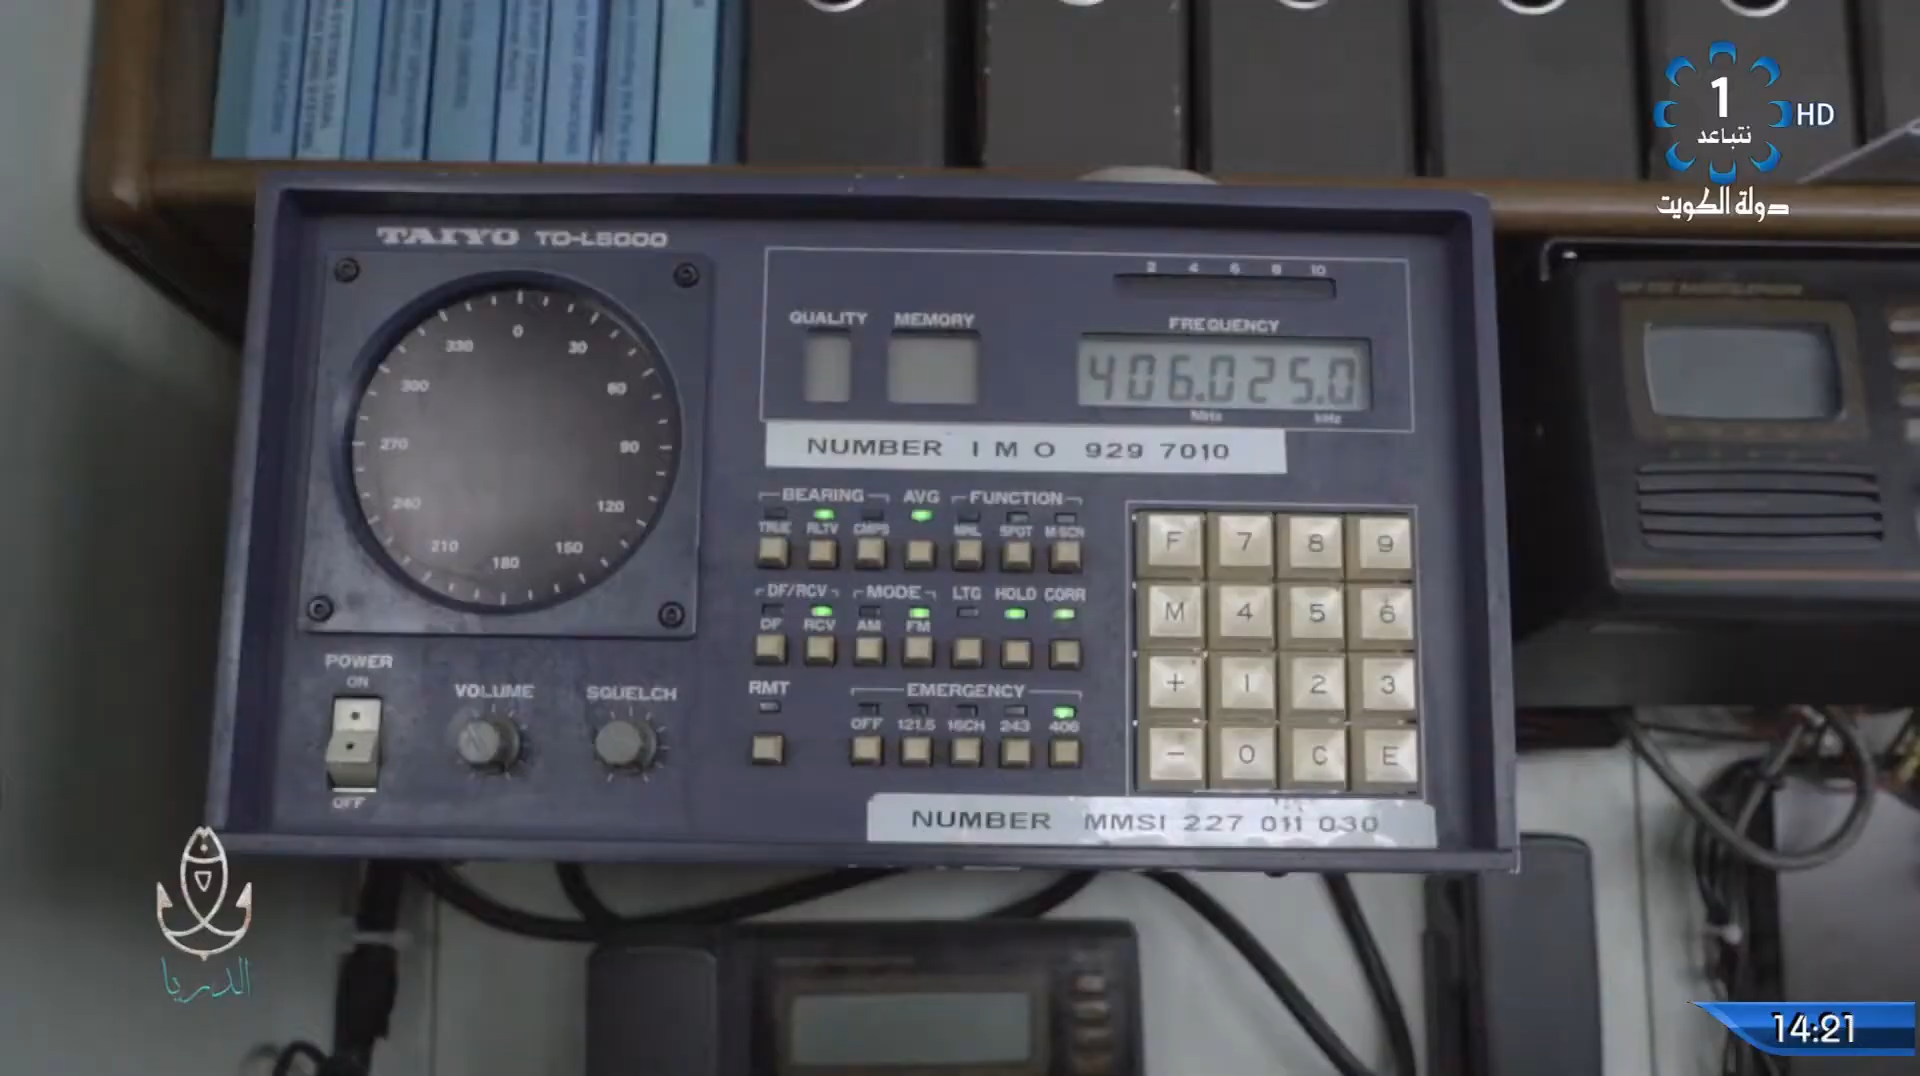 1
HD
نتباعد
دولة الكويت
TAIYO TD-L5000
0
30
60
90
120
150
180
210
240
270
300
330
QUALITY
MEMORY
2 4 6 8 10
FREQUENCY
406.025.0
MHz kHz
NUMBER I M O 929 7010
BEARING AVG FUNCTION
TRUE RLTV CMPS NRL SPOT M-SCN
DF/RCV MODE LTG HOLD CORR
DF RCV AM FM
RMT
EMERGENCY
OFF 121.5 16CH 243 406
F 7 8 9
M 4 5 6
+ 1 2 3
- 0 C E
POWER
ON
OFF
VOLUME
SQUELCH
NUMBER MMSI 227 011 030
الدريا
14:21